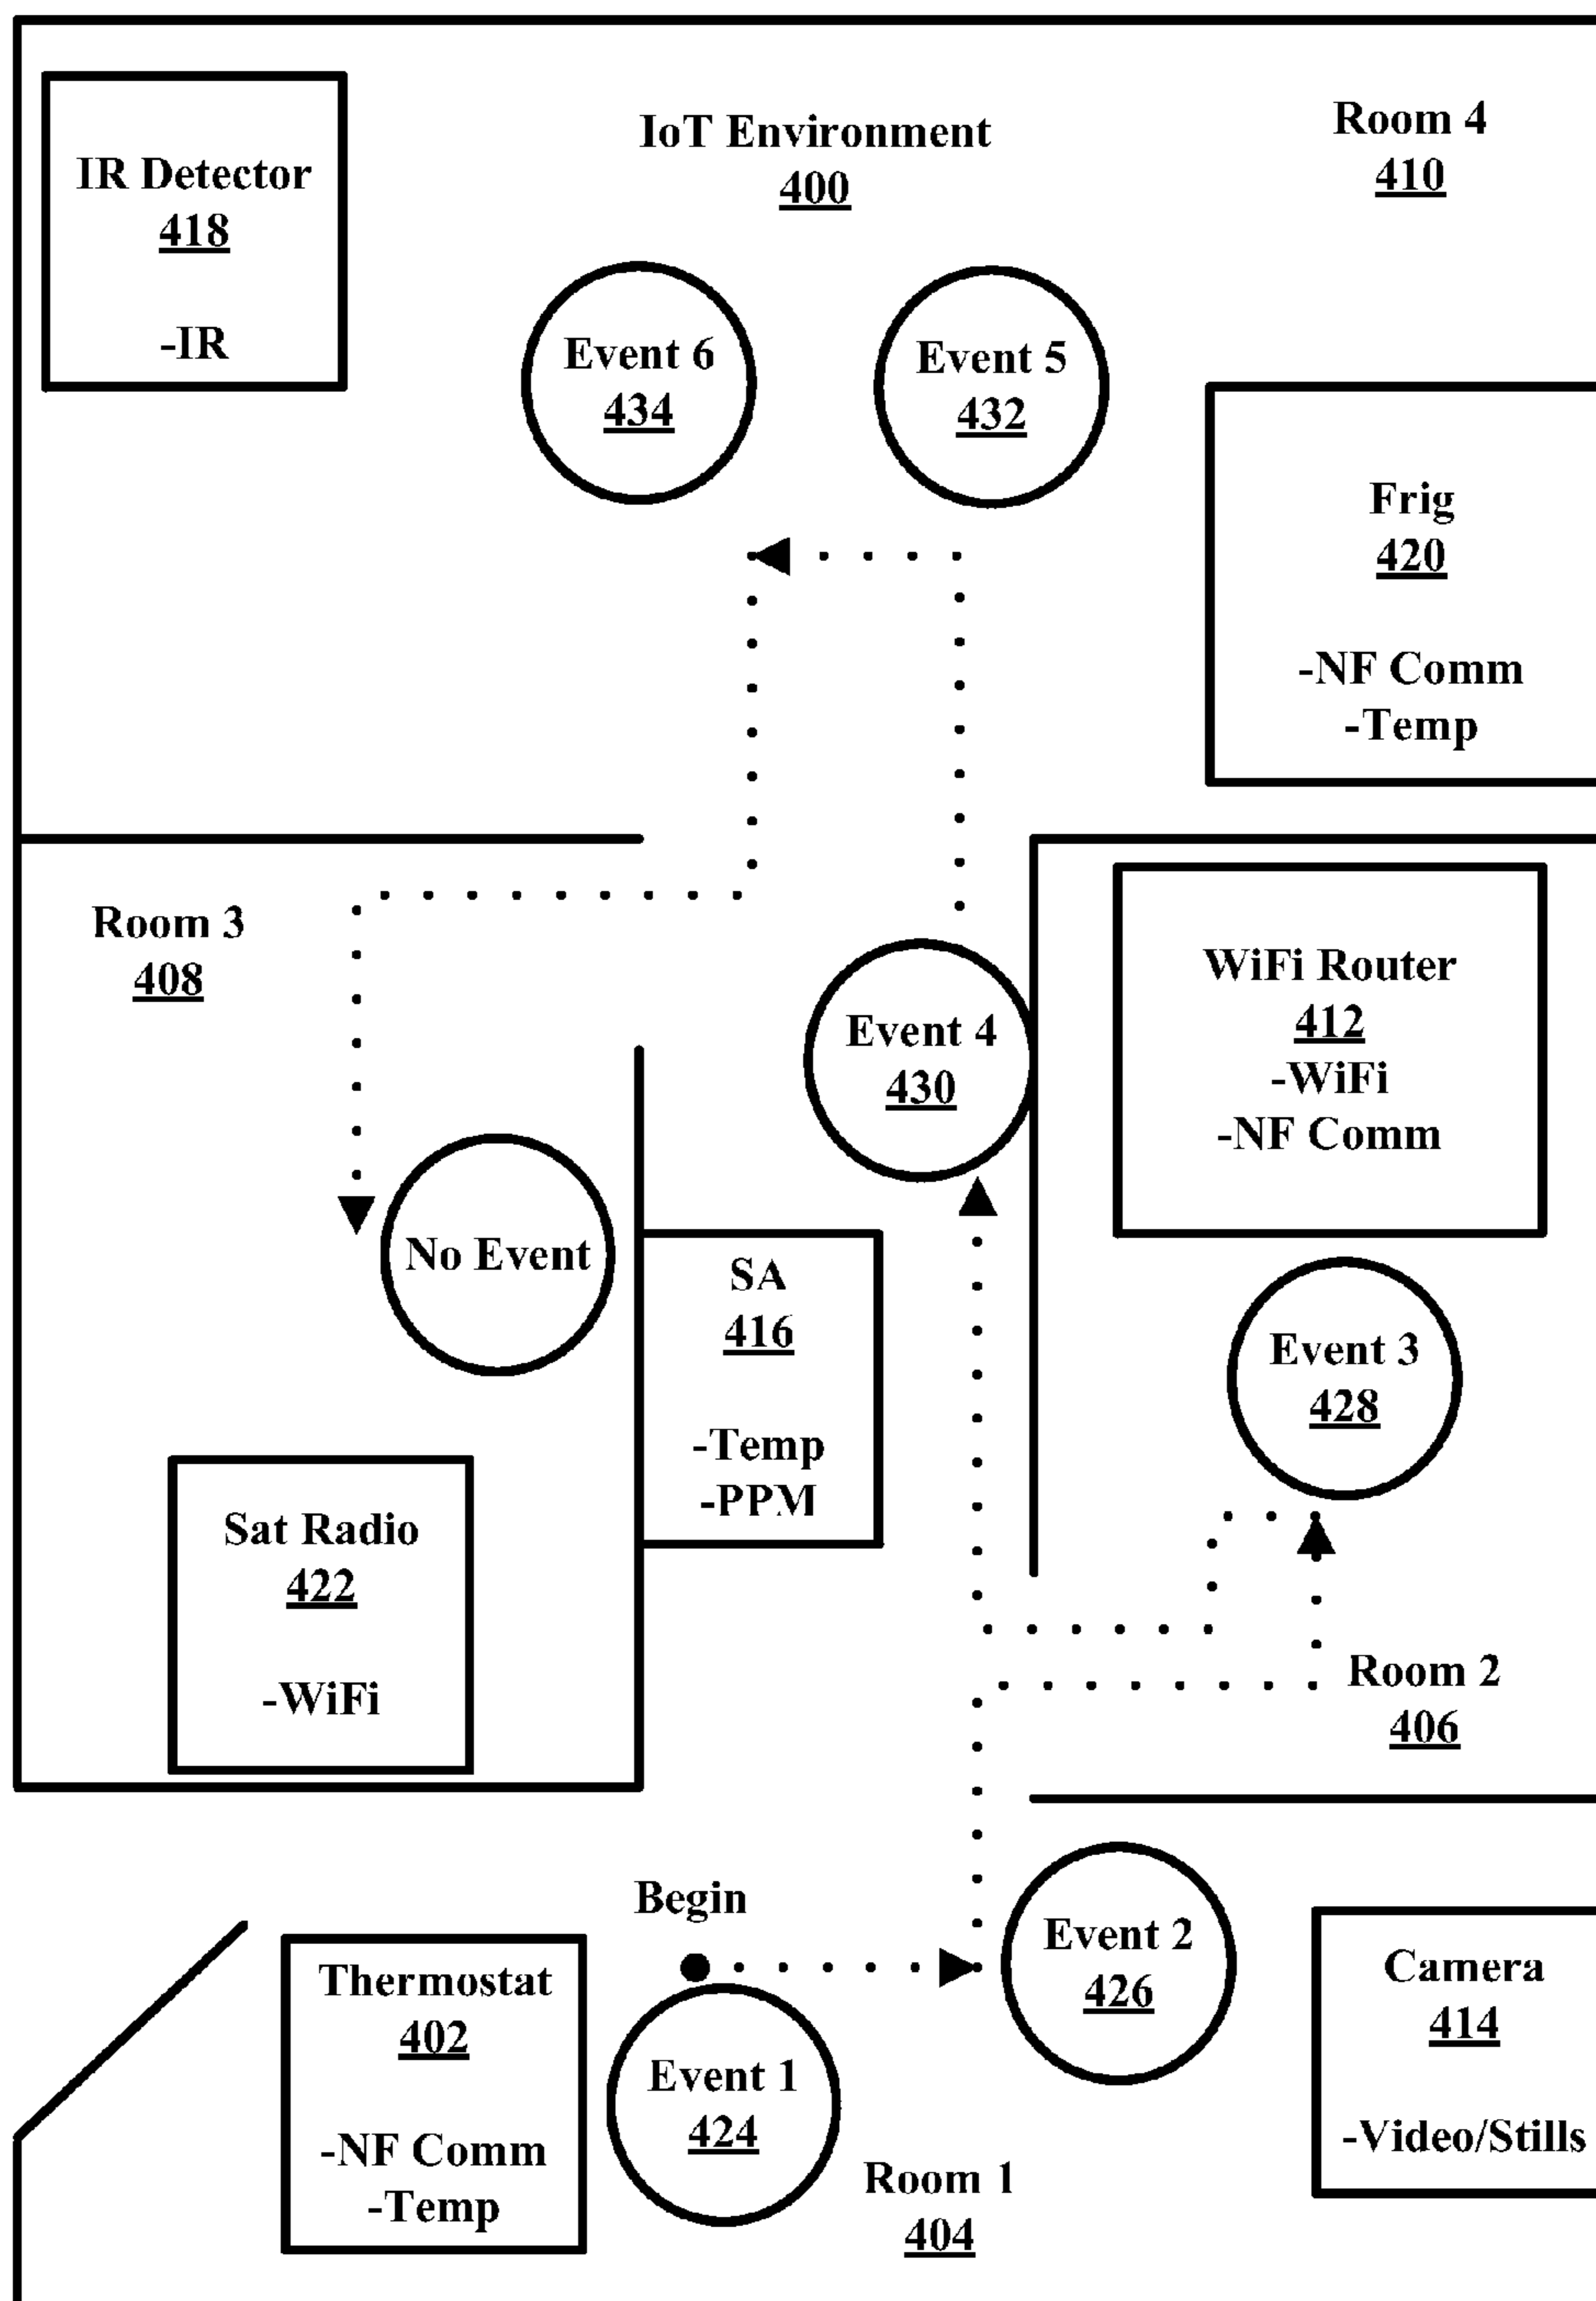 IoT Environment
400
Room 4
410
IR Detector
418
-IR
Event 6
434
Event 5
432
Frig
420
-NF Comm
-Temp
Room 3
408
WiFi Router
412
-WiFi
-NF Comm
Event 4
430
No Event
SA
416
-Temp
-PPM
Event 3
428
Sat Radio
422
-WiFi
Room 2
406
Begin
Event 2
426
Camera
414
-Video/Stills
Thermostat
402
-NF Comm
-Temp
Event 1
424
Room 1
404